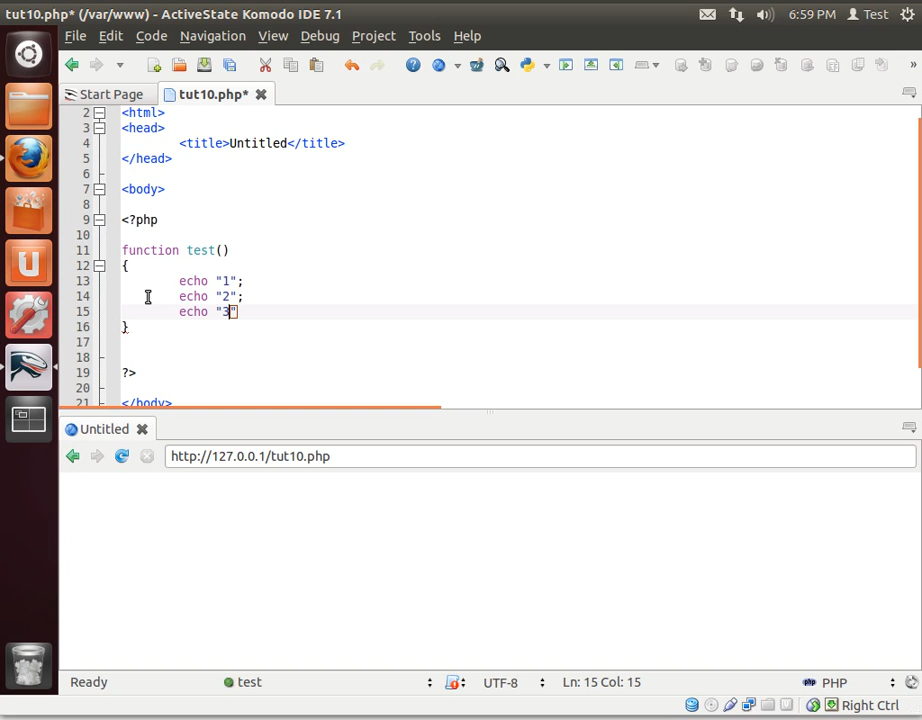 tut10.php* (/var/www) - ActiveState Komodo IDE 7.1
6:59 PM Test
File Edit Code Navigation View Debug Project Tools Help
Start Page tut10.php*
2 <html>
3 <head>
4 <title>Untitled</title>
5 </head>
6
7 <body>
8
9 <?php
10
11 function test()
12 {
13 echo "1";
14 echo "2";
15 echo "3"
16 }
17
18
19 ?>
20
21 </body>
Untitled
http://127.0.0.1/tut10.php
Ready test UTF-8 Ln: 15 Col: 15 PHP
Right Ctrl